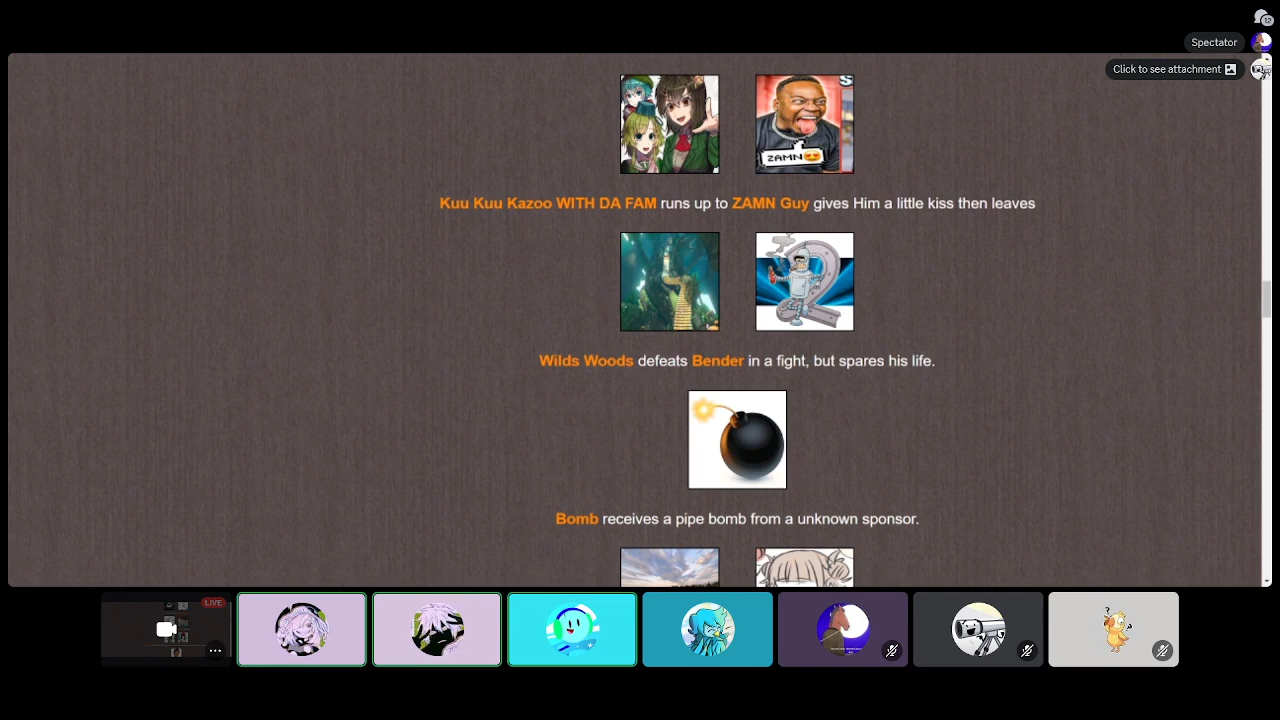 12
Spectator
Click to see attachment
S
ZAMN
Kuu Kuu Kazoo WITH DA FAM runs up to ZAMN Guy gives Him a little kiss then leaves
Wilds Woods defeats Bender in a fight, but spares his life.
Bomb receives a pipe bomb from a unknown sponsor.
LIVE